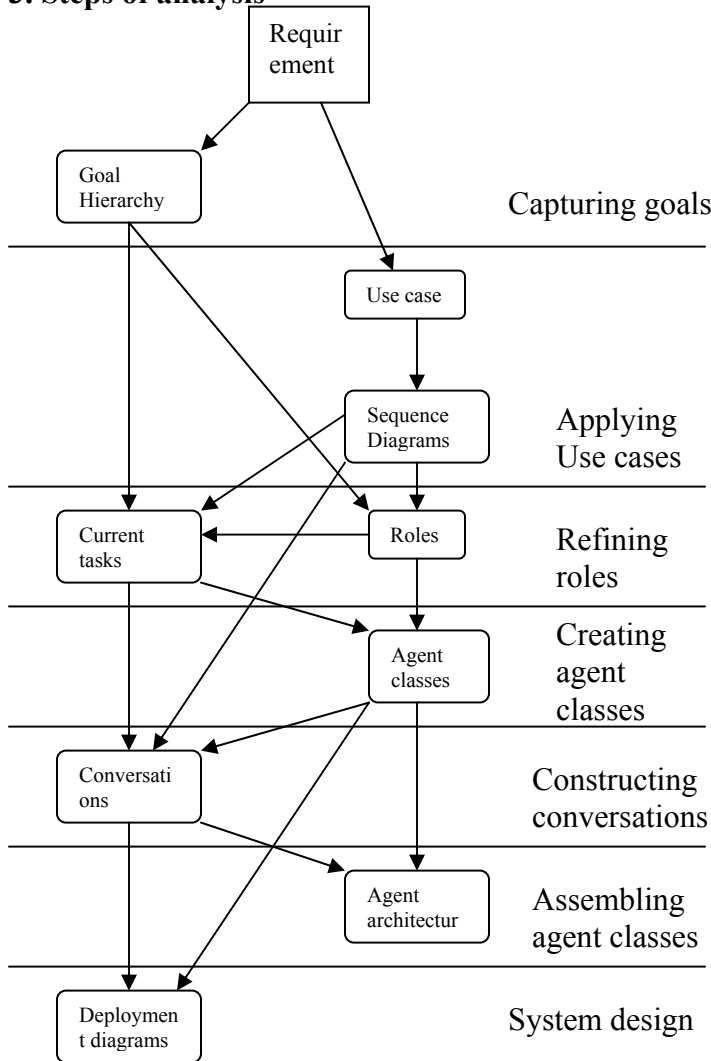 3. Steps of analysis
Requir
ement
Goal
Hierarchy
Capturing goals
Use case
Sequence
Diagrams
Applying
Use cases
Current
tasks
Roles
Refining
roles
Agent
classes
Creating
agent
classes
Conversati
ons
Constructing
conversations
Agent
architectur
Assembling
agent classes
Deploymen
t diagrams
System design